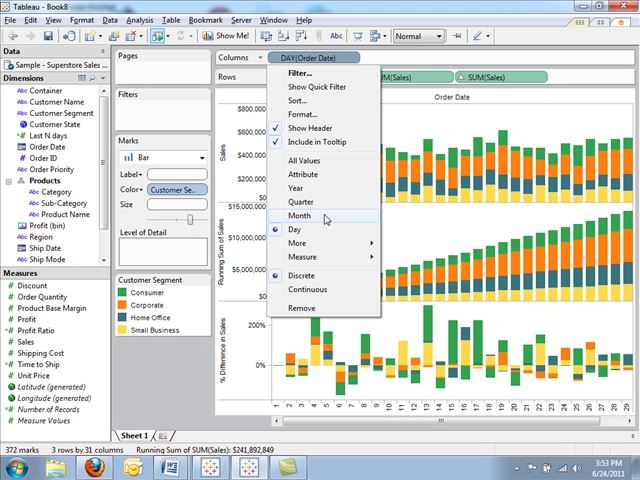 Tableau - Book8
File Data Format Analysis Table Bookmark Server Window Help
Show Me! Abc Normal
Data
Sample - Superstore Sales ...
Dimensions
Container
Customer Name
Customer Segment
Customer State
Last N days
Order Date
Order ID
Order Priority
Products
Category
Sub-Category
Product Name
Profit (bin)
Region
Ship Date
Ship Mode
Measures
Discount
Order Quantity
Product Base Margin
Profit
Profit Ratio
Sales
Shipping Cost
Time to Ship
Unit Price
Latitude (generated)
Longitude (generated)
Number of Records
Measure Values
Pages
Filters
Marks
Bar
Label
Color Customer Se..
Size
Level of Detail
Customer Segment
Consumer
Corporate
Home Office
Small Business
Columns DAY(Order Date)
Rows UM(Sales) SUM(Sales)
Filter...
Show Quick Filter
Sort...
Format...
Show Header
Include in Tooltip
All Values
Attribute
Year
Quarter
Month
Day
More
Measure
Discrete
Continuous
Remove
Order Date
Sales
$800,000
$600,000
$400,000
$200,000
$0
Running Sum of Sales
$15,000,
$10,000,
$5,000,
$0
% Difference in Sales
200%
0%
1 2 3 4 5 6 7 8 9 10 11 12 13 14 15 16 17 18 19 20 21 22 23 24 25 26 27 28 29
Sheet 1
372 marks 3 rows by 31 columns Running Sum of SUM(Sales): $241,892,849
3:53 PM
6/24/2011